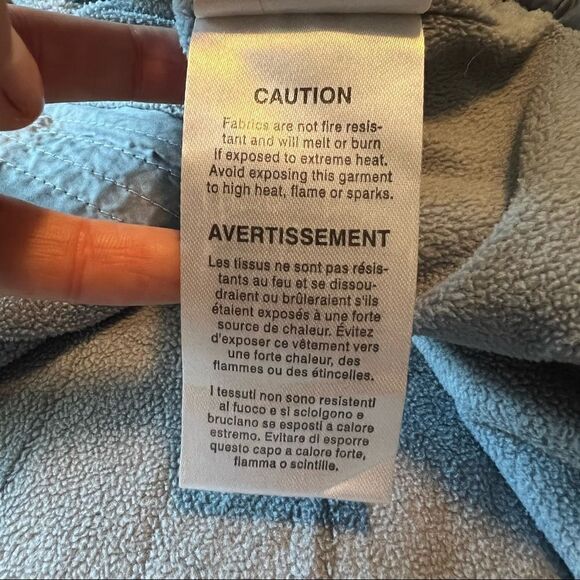 CAUTION
Fabrics are not fire resis-
tant and will melt or burn
if exposed to extreme heat.
Avoid exposing this garment
to high heat, flame or sparks.
AVERTISSEMENT
Les tissus ne sont pas résis-
tants au feu et se dissou-
draient ou brûleraient s'ils
étaient exposés à une forte
source de chaleur. Évitez
d'exposer ce vêtement vers
une forte chaleur, des
flammes ou des étincelles.
I tessuti non sono resistenti
al fuoco e si sciolgono e
bruciano se esposti a calore
estremo. Evitare di esporre
questo capo a calore forte,
fiamma o scintille.